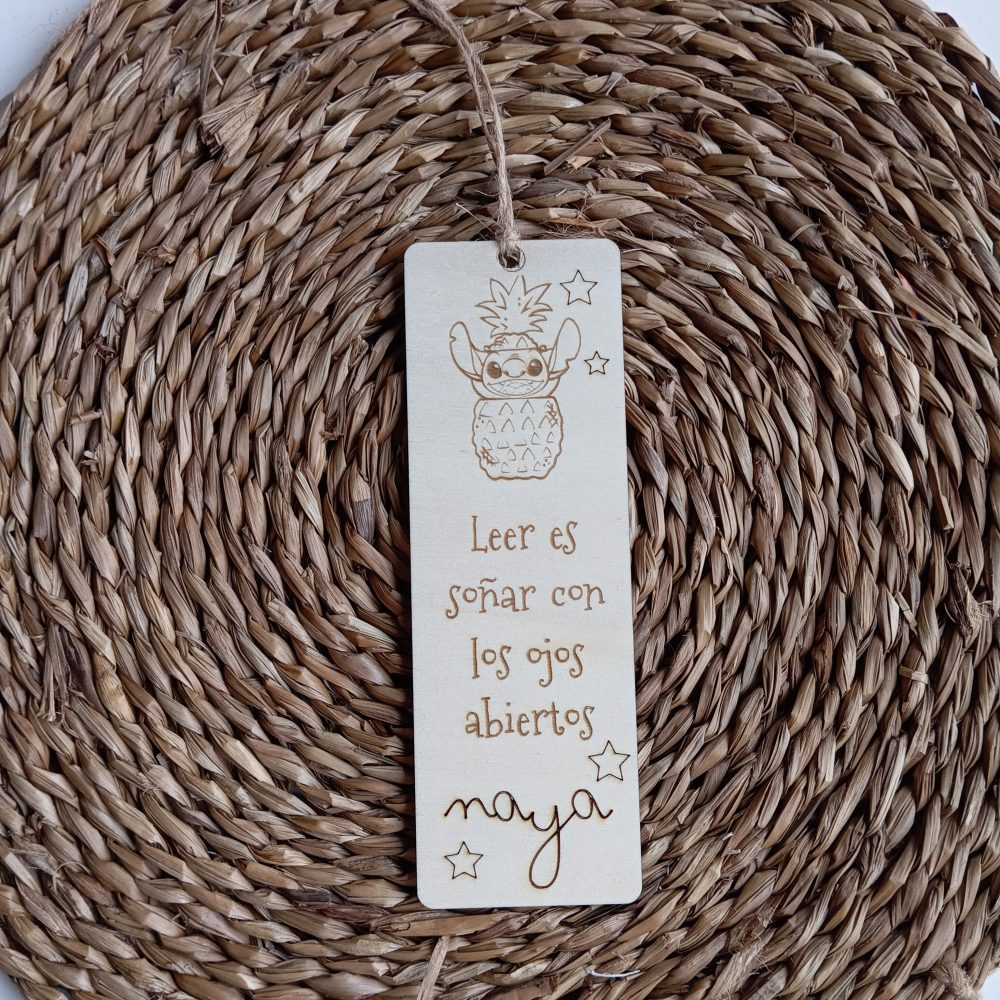 Leer es
soñar con
los ojos
abiertos
naya